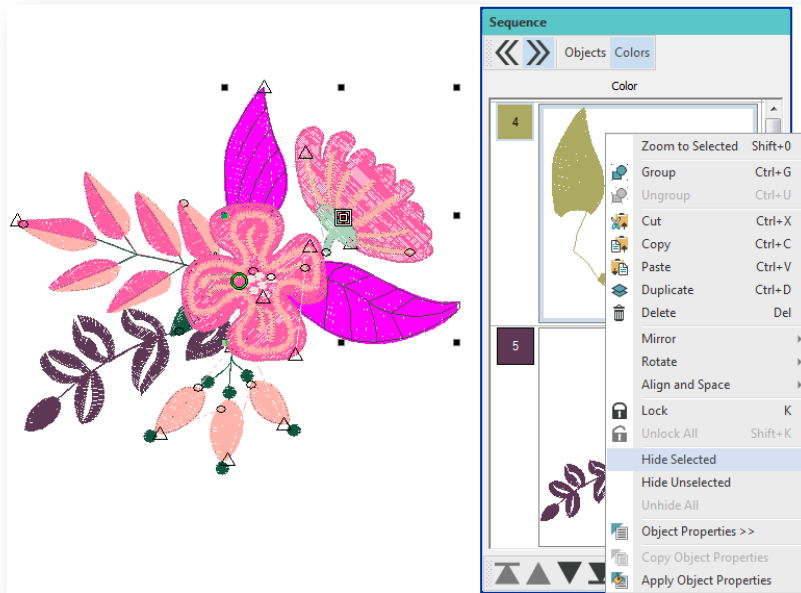 Sequence
Objects Colors
Color
4
5
Zoom to Selected Shift+0
Group Ctrl+G
Ungroup Ctrl+U
Cut Ctrl+X
Copy Ctrl+C
Paste Ctrl+V
Duplicate Ctrl+D
Delete Del
Mirror
Rotate
Align and Space
Lock K
Unlock All Shift+K
Hide Selected
Hide Unselected
Unhide All
Object Properties >>
Copy Object Properties
Apply Object Properties